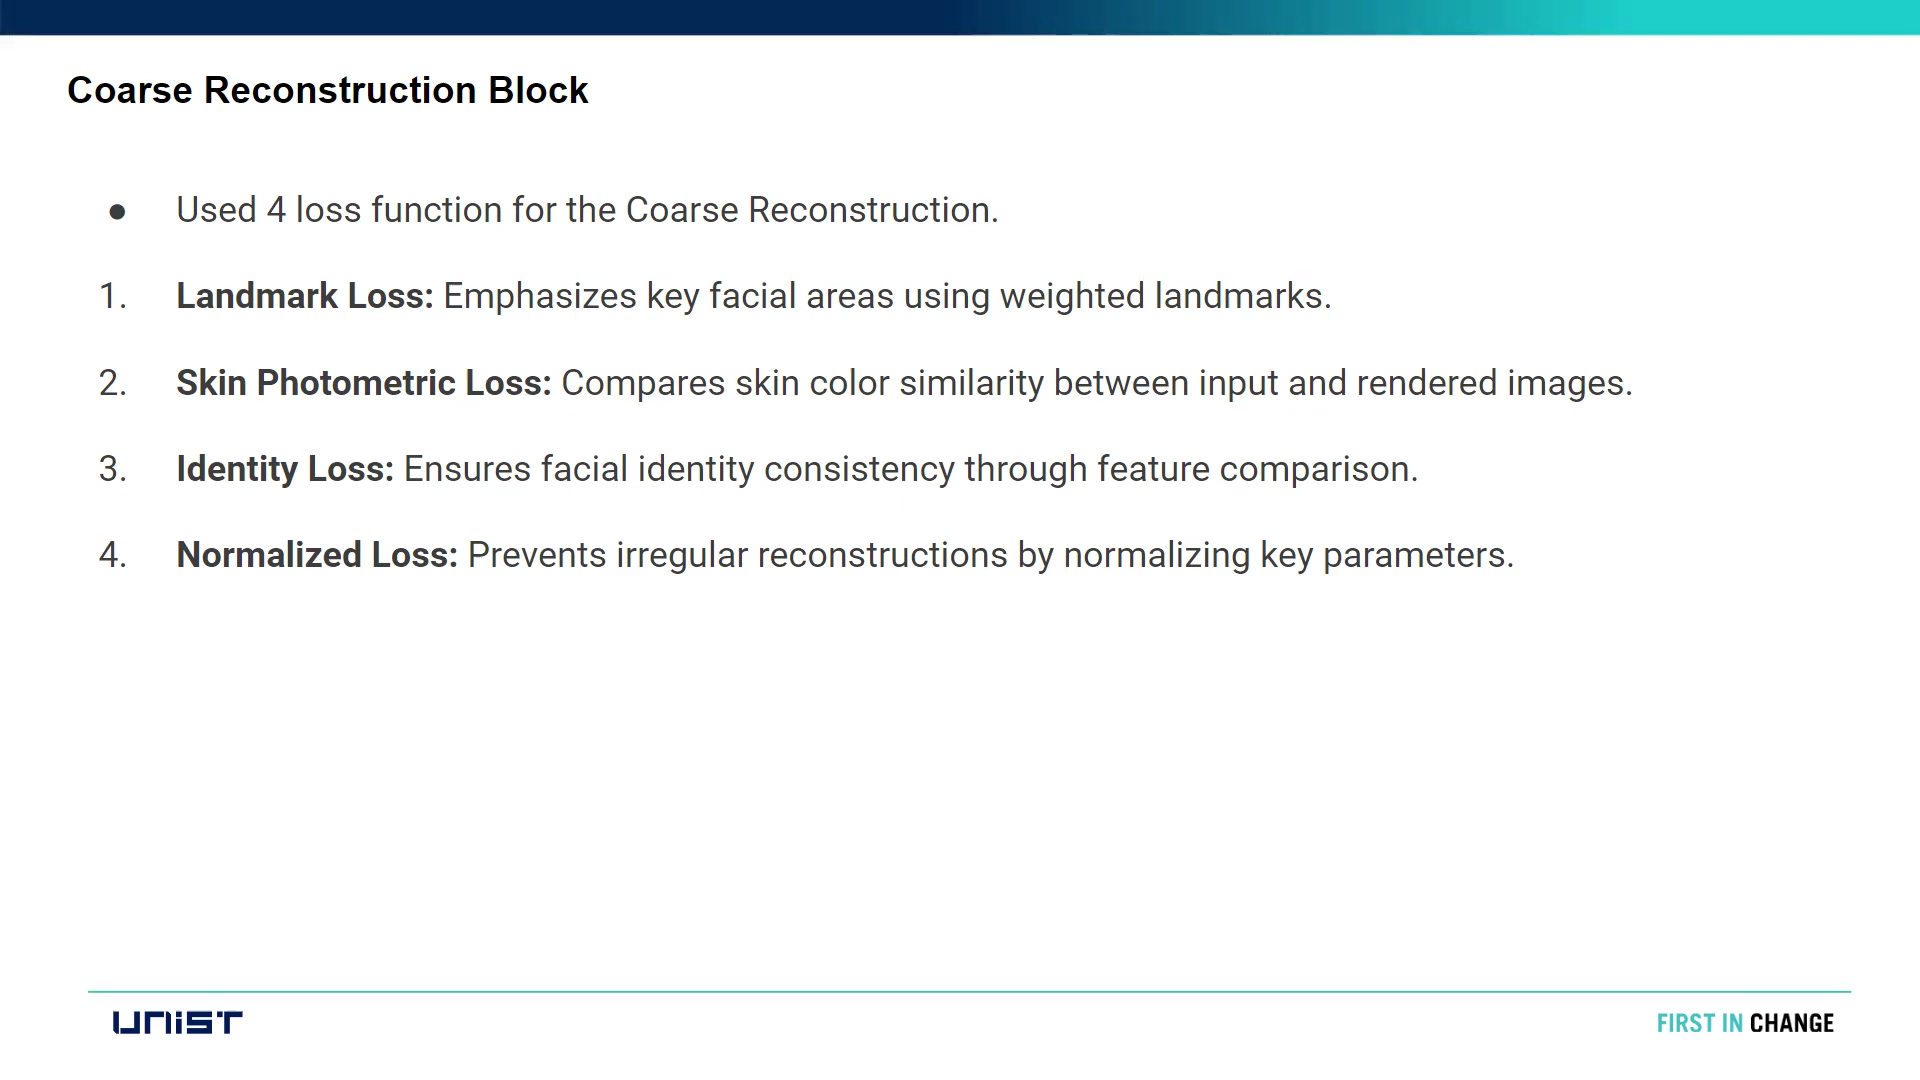 Coarse Reconstruction Block
● Used 4 loss function for the Coarse Reconstruction.
1. Landmark Loss: Emphasizes key facial areas using weighted landmarks.
2. Skin Photometric Loss: Compares skin color similarity between input and rendered images.
3. Identity Loss: Ensures facial identity consistency through feature comparison.
4. Normalized Loss: Prevents irregular reconstructions by normalizing key parameters.
UNIST
FIRST IN CHANGE